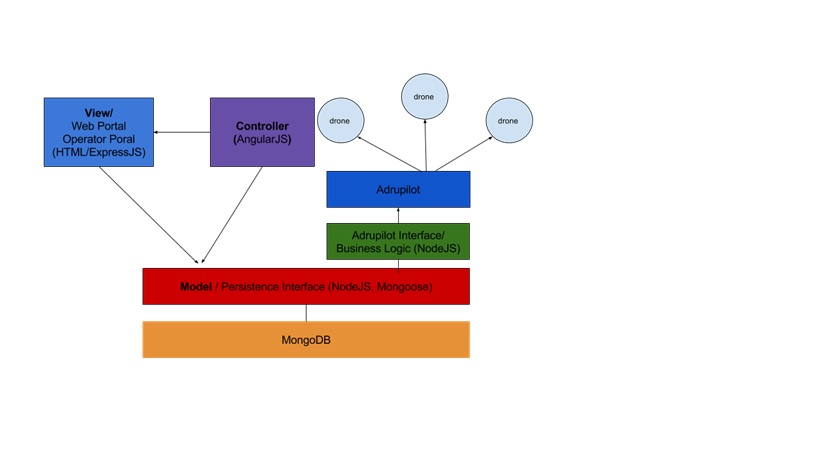 View/
Web Portal
Operator Poral
(HTML/ExpressJS)
Controller
(AngularJS)
drone
drone
drone
Adrupilot
Adrupilot Interface/
Business Logic (NodeJS)
Model / Persistence Interface (NodeJS, Mongoose)
MongoDB